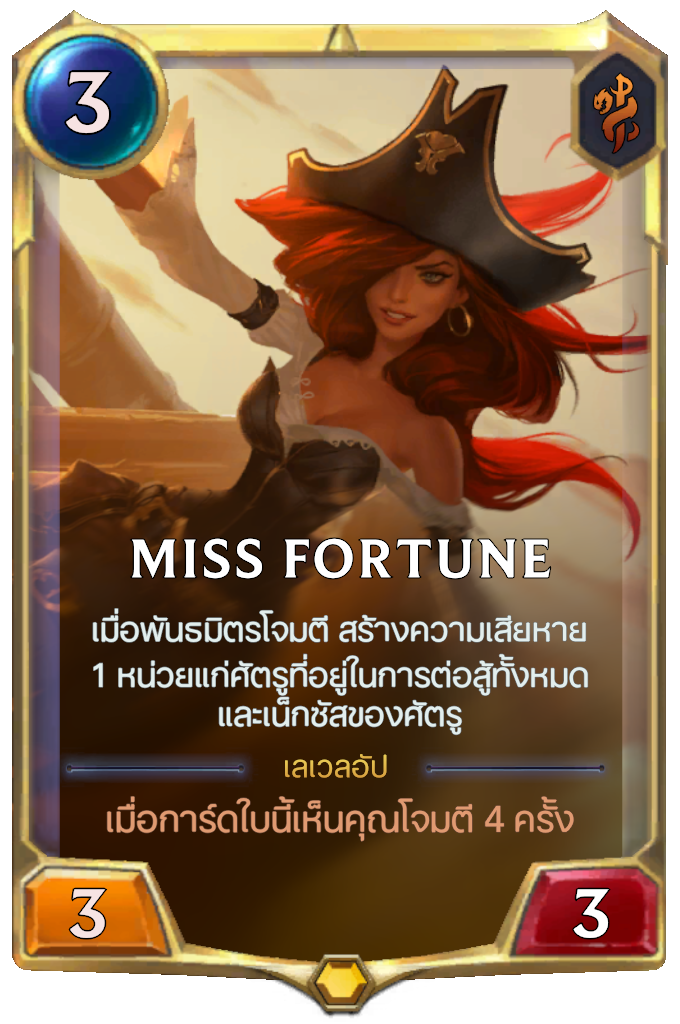 3
MISS FORTUNE
เมื่อพันธมิตรโจมตี สร้างความเสียหาย
1 หน่วยแก่ศัตรูที่อยู่ในการต่อสู้ทั้งหมด
และเน็กซัสของศัตรู
เลเวลอัป
เมื่อการ์ดใบนี้เห็นคุณโจมตี 4 ครั้ง
3 3